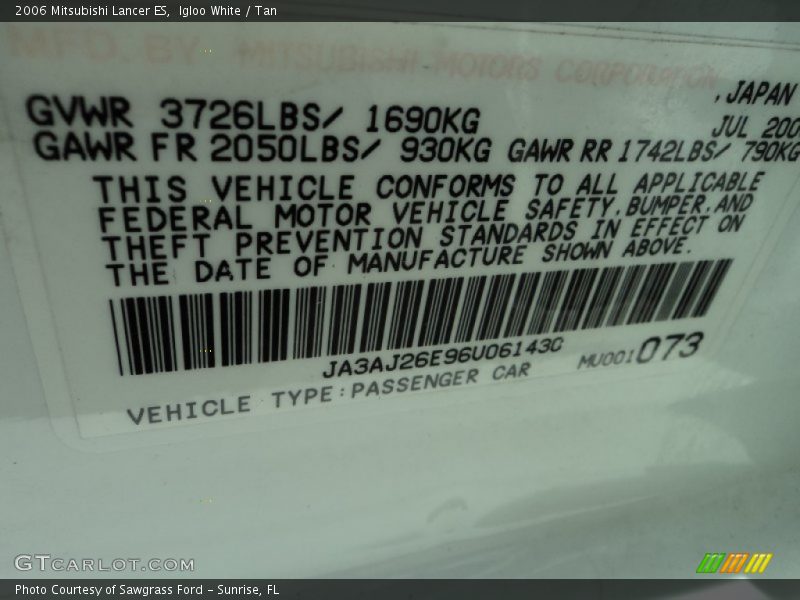 2006 Mitsubishi Lancer ES, Igloo White / Tan
MFD. BY MITSUBISHI MOTORS CORPORATION
, JAPAN
GVWR 3726LBS/ 1690KG JUL 200
GAWR FR 2050LBS/ 930KG GAWR RR 1742LBS/ 790KG
THIS VEHICLE CONFORMS TO ALL APPLICABLE
FEDERAL MOTOR VEHICLE SAFETY, BUMPER, AND
THEFT PREVENTION STANDARDS IN EFFECT ON
THE DATE OF MANUFACTURE SHOWN ABOVE.
JA3AJ26E96U061430 MU001073
VEHICLE TYPE: PASSENGER CAR
GTCARLOT.COM
Photo Courtesy of Sawgrass Ford - Sunrise, FL